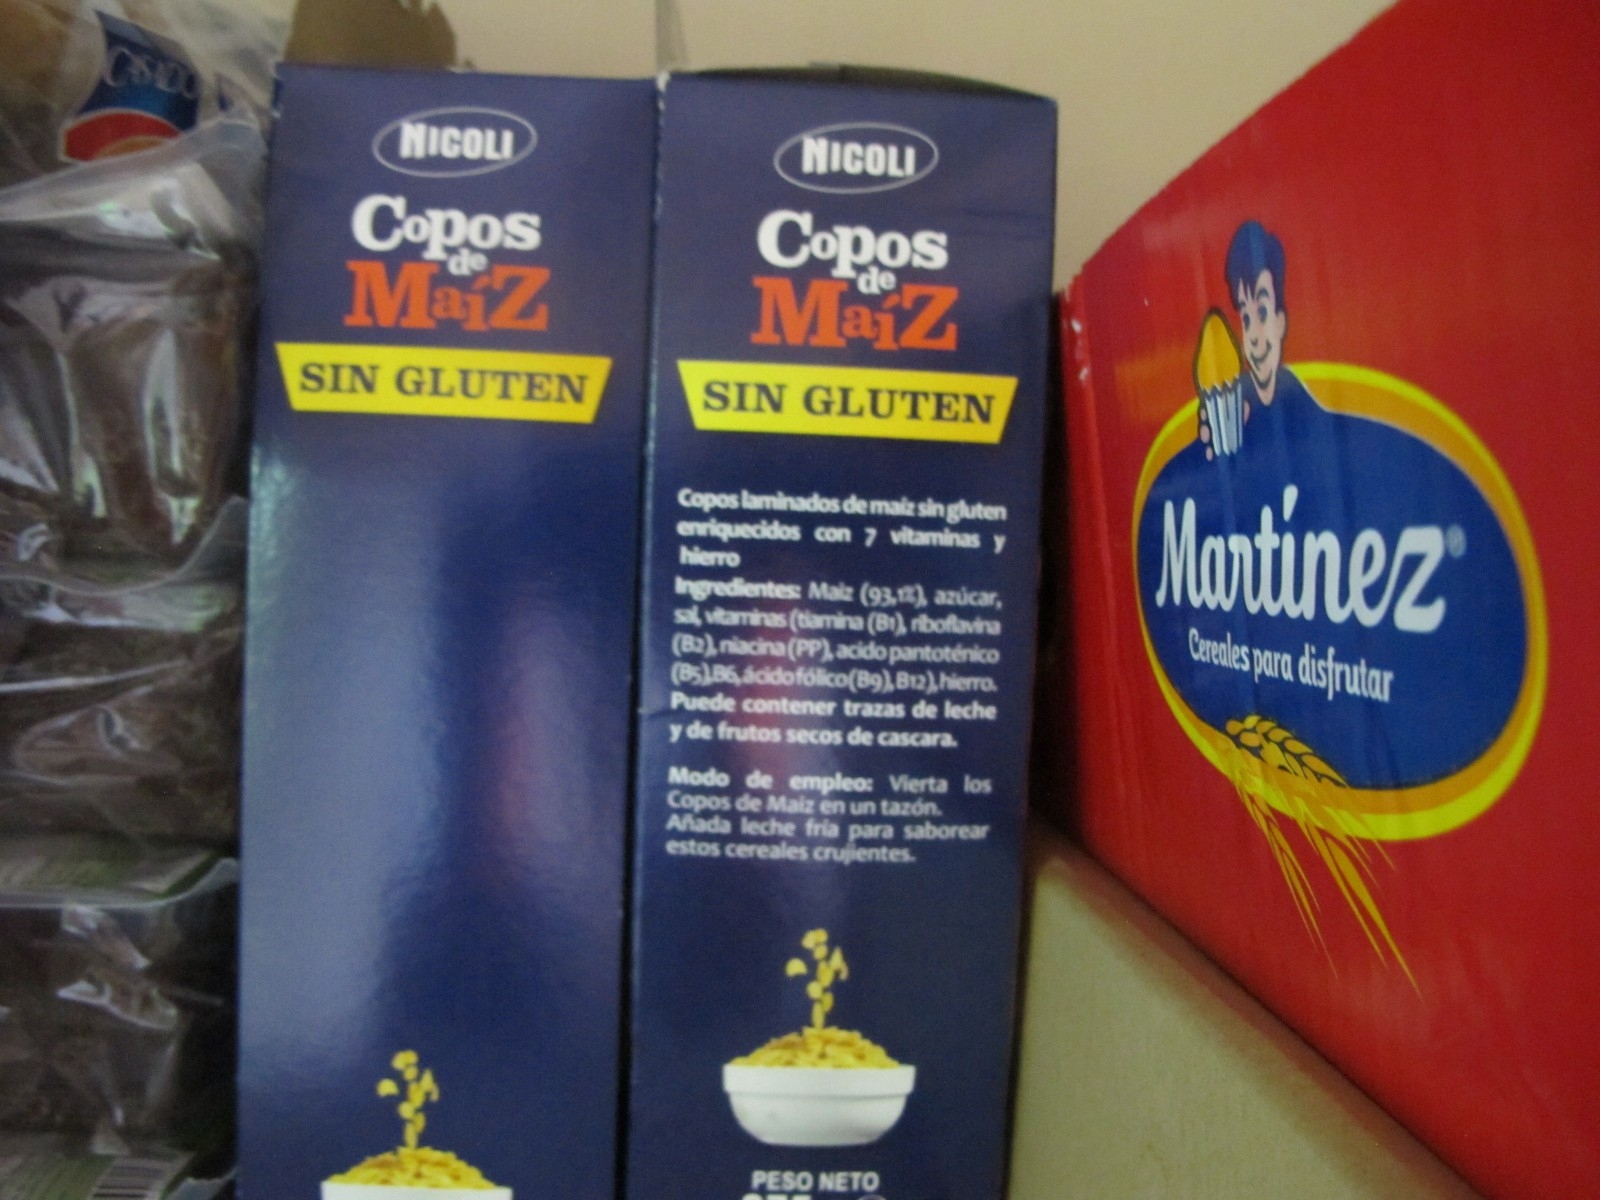 CASADO
NICOLI
Copos
de
Maíz
SIN GLUTEN
NICOLI
Copos
de
Maíz
SIN GLUTEN
Copos laminados de maíz sin gluten
enriquecidos con 7 vitaminas y
hierro
Ingredientes: Maiz (93,1%), azúcar,
sal, vitaminas (tiamina (B1), riboflavina
(B2), niacina (PP), acido pantoténico
(B5),B6, ácido fólico(B9), B12), hierro.
Puede contener trazas de leche
y de frutos secos de cascara.
Modo de empleo: Vierta los
Copos de Maiz en un tazón.
Añada leche fría para saborear
estos cereales crujientes.
PESO NETO
Martínez®
Cereales para disfrutar